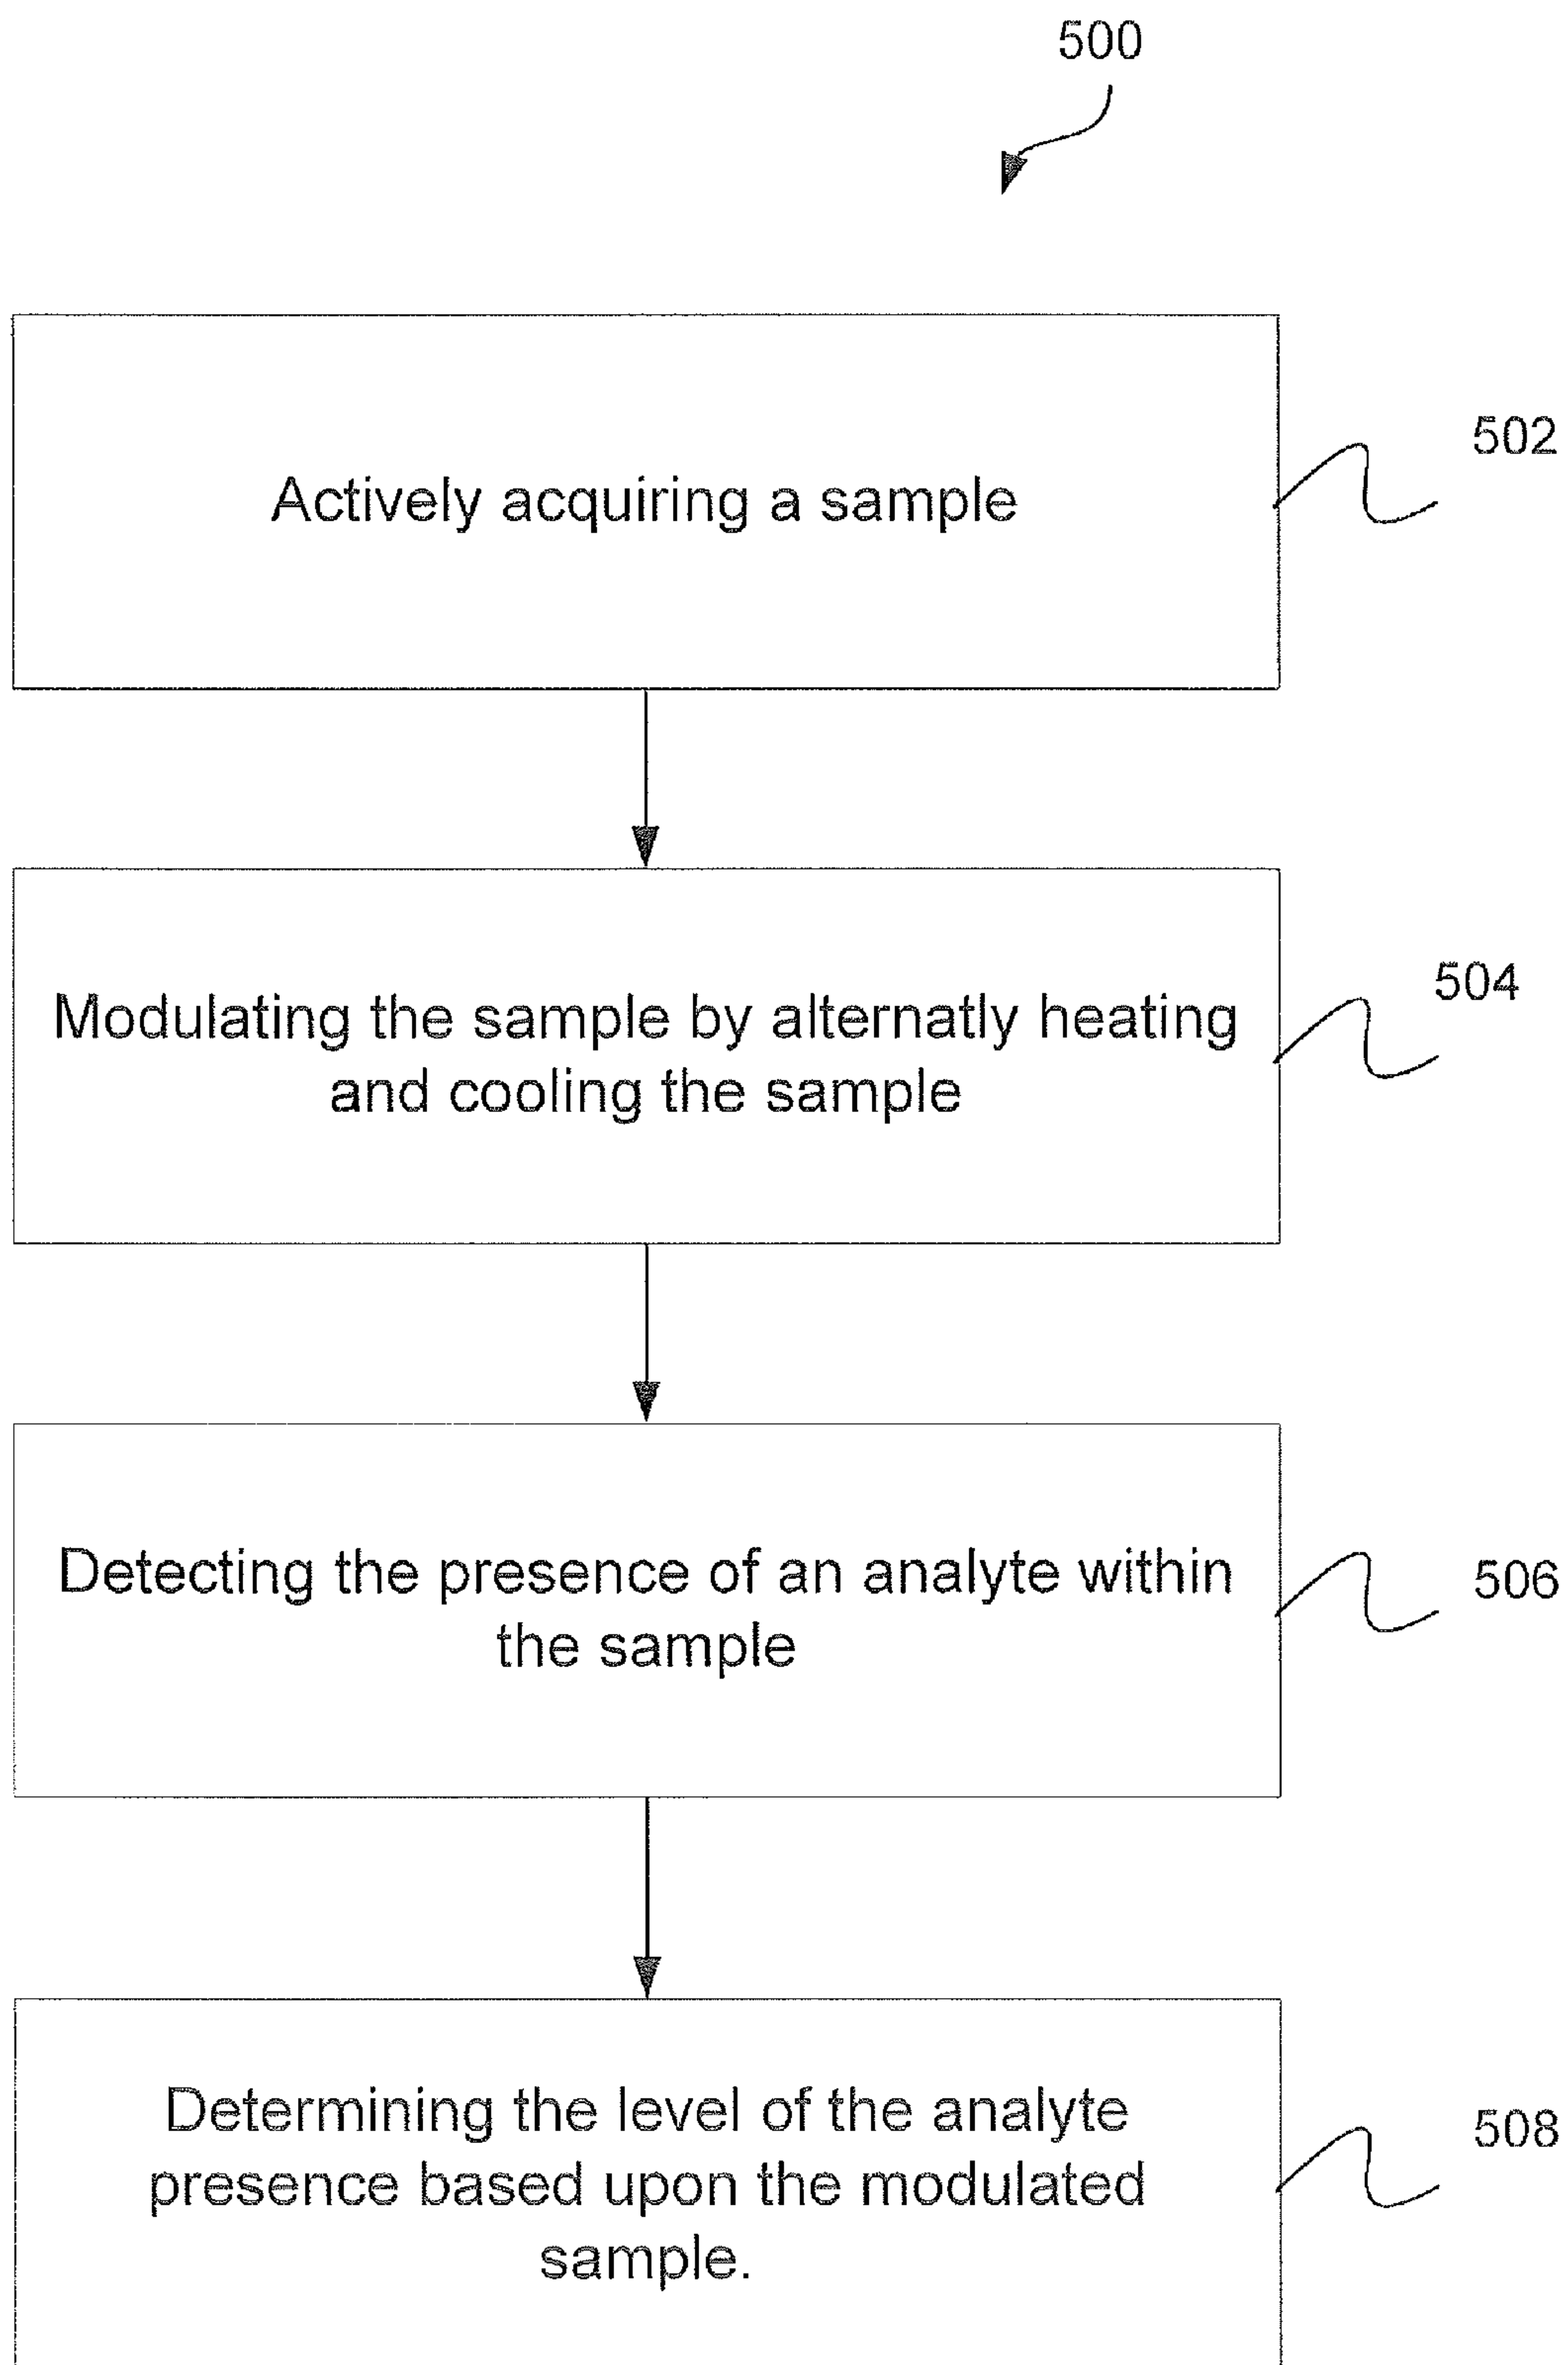 500
Actively acquiring a sample
502
Modulating the sample by alternatly heating
and cooling the sample
504
Detecting the presence of an analyte within
the sample
506
Determining the level of the analyte
presence based upon the modulated
sample.
508